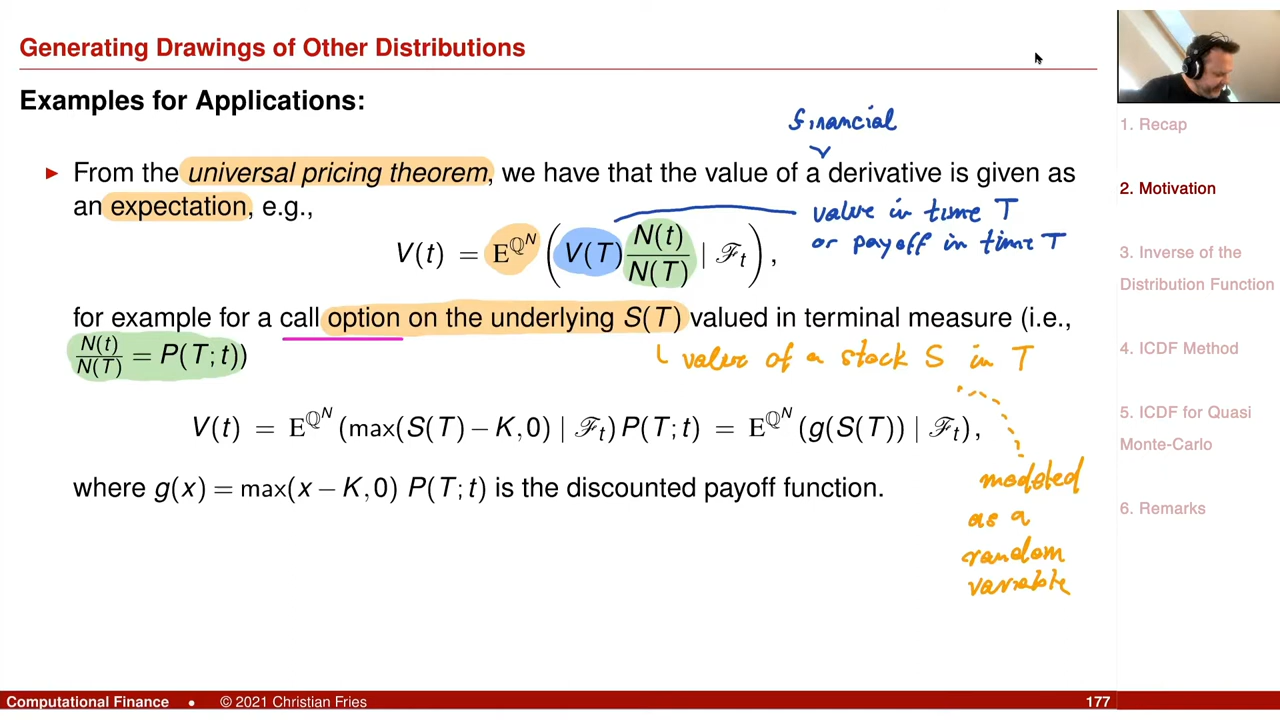 Generating Drawings of Other Distributions
Examples for Applications:
financial
► From the universal pricing theorem, we have that the value of a derivative is given as
an expectation, e.g.,
value in time T
or payoff in time T
V(t) = E^{ℚ^N} ( V(T) N(t)/N(T) | ℱ_t ),
for example for a call option on the underlying S(T) valued in terminal measure (i.e.,
N(t)/N(T) = P(T; t))
value of a stock S in T
V(t) = E^{ℚ^N} (max(S(T) − K, 0) | ℱ_t) P(T; t) = E^{ℚ^N} (g(S(T)) | ℱ_t),
where g(x) = max(x − K, 0) P(T; t) is the discounted payoff function.
modeled
as a
random
variable
1. Recap
2. Motivation
3. Inverse of the
Distribution Function
4. ICDF Method
5. ICDF for Quasi
Monte-Carlo
6. Remarks
Computational Finance • © 2021 Christian Fries 177